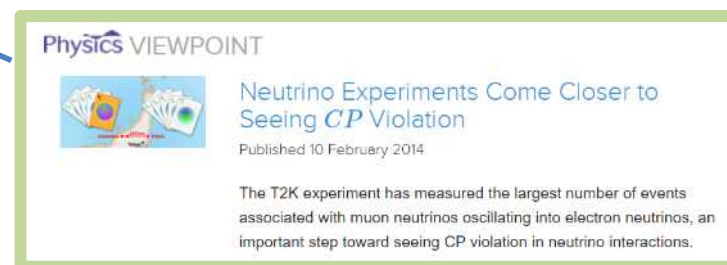 Physics VIEWPOINT
Neutrino Experiments Come Closer to
Seeing CP Violation
Published 10 February 2014
The T2K experiment has measured the largest number of events
associated with muon neutrinos oscillating into electron neutrinos, an
important step toward seeing CP violation in neutrino interactions.